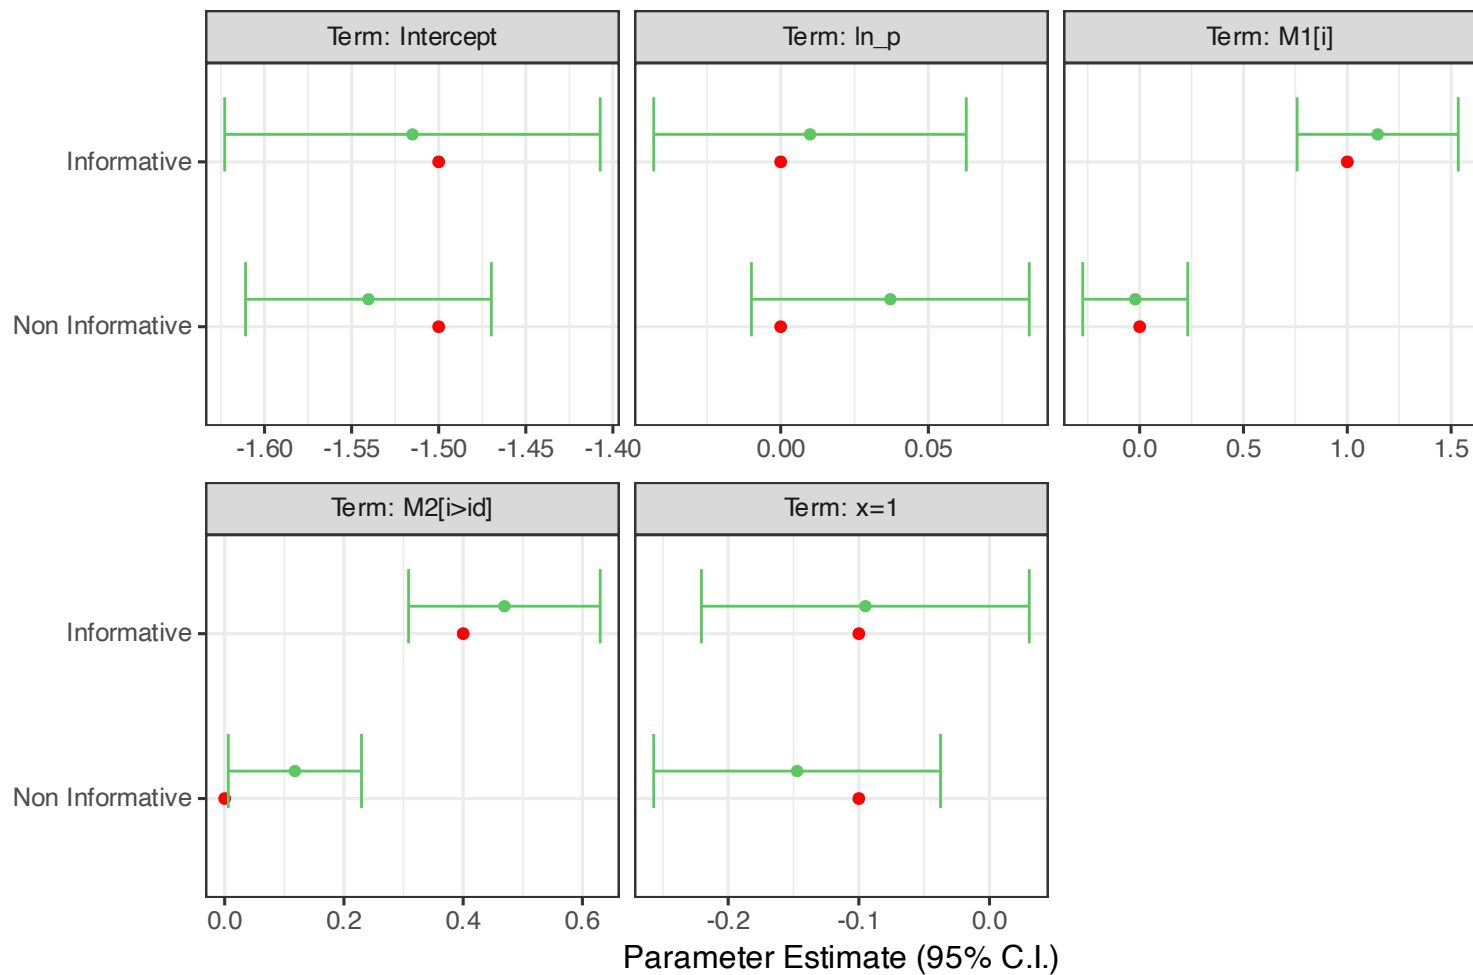 Term: Intercept
Term: ln_p
Term: M1[i]
Informative
Non Informative
-1.60 -1.55 -1.50 -1.45 -1.40
0.00 0.05
0.0 0.5 1.0 1.5
Term: M2[i>id]
Term: x=1
Informative
Non Informative
0.0 0.2 0.4 0.6
-0.2 -0.1 0.0
Parameter Estimate (95% C.I.)